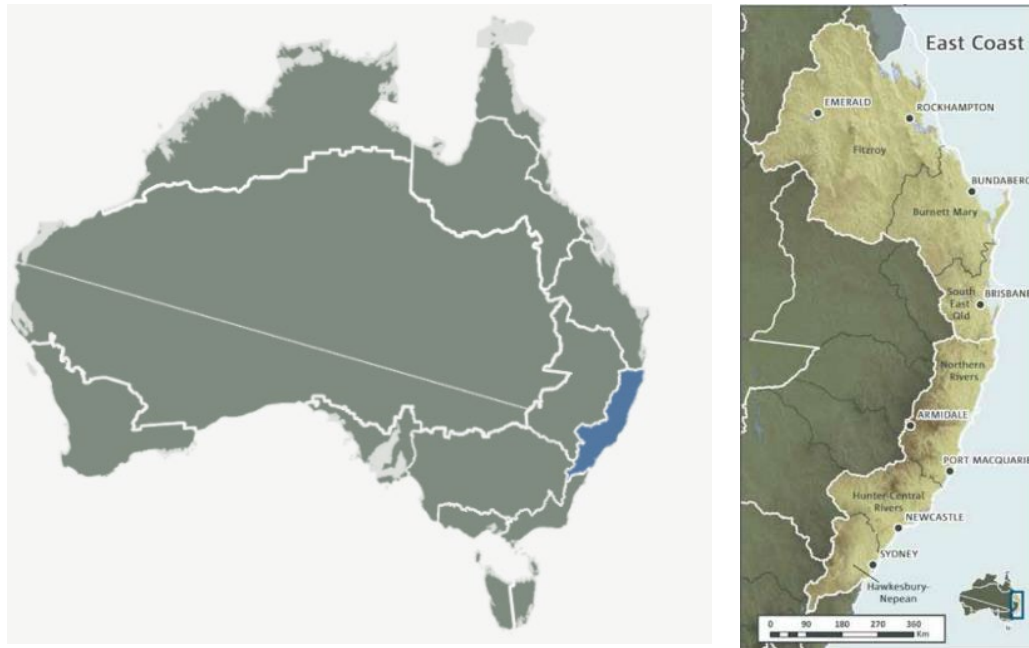 East Coast
EMERALD
ROCKHAMPTON
Fitzroy
BUNDABERG
Burnett Mary
South
East
Qld
BRISBANE
Northern
Rivers
ARMIDALE
PORT MACQUARIE
Hunter-Central
Rivers
NEWCASTLE
SYDNEY
Hawkesbury-
Nepean
0 90 180 270 360
Km